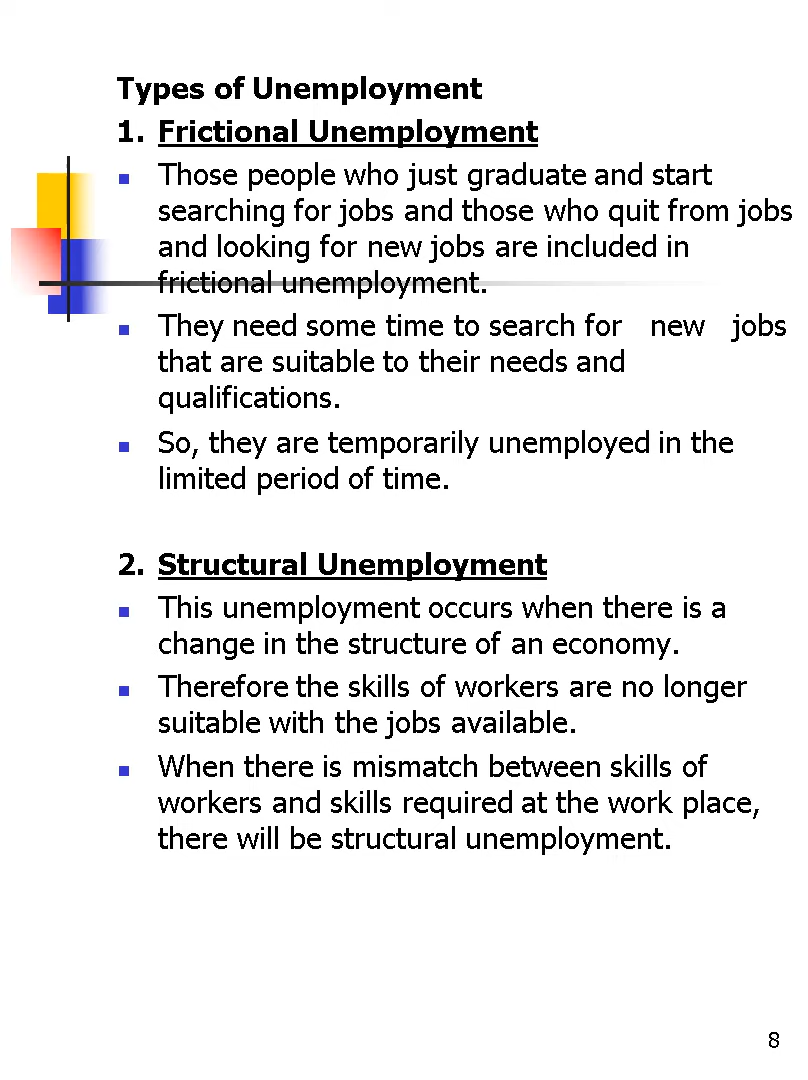 Types of Unemployment
1. Frictional Unemployment
Those people who just graduate and start
searching for jobs and those who quit from jobs
and looking for new jobs are included in
frictional unemployment.
They need some time to search for new jobs
that are suitable to their needs and
qualifications.
So, they are temporarily unemployed in the
limited period of time.
2. Structural Unemployment
This unemployment occurs when there is a
change in the structure of an economy.
Therefore the skills of workers are no longer
suitable with the jobs available.
When there is mismatch between skills of
workers and skills required at the work place,
there will be structural unemployment.
8